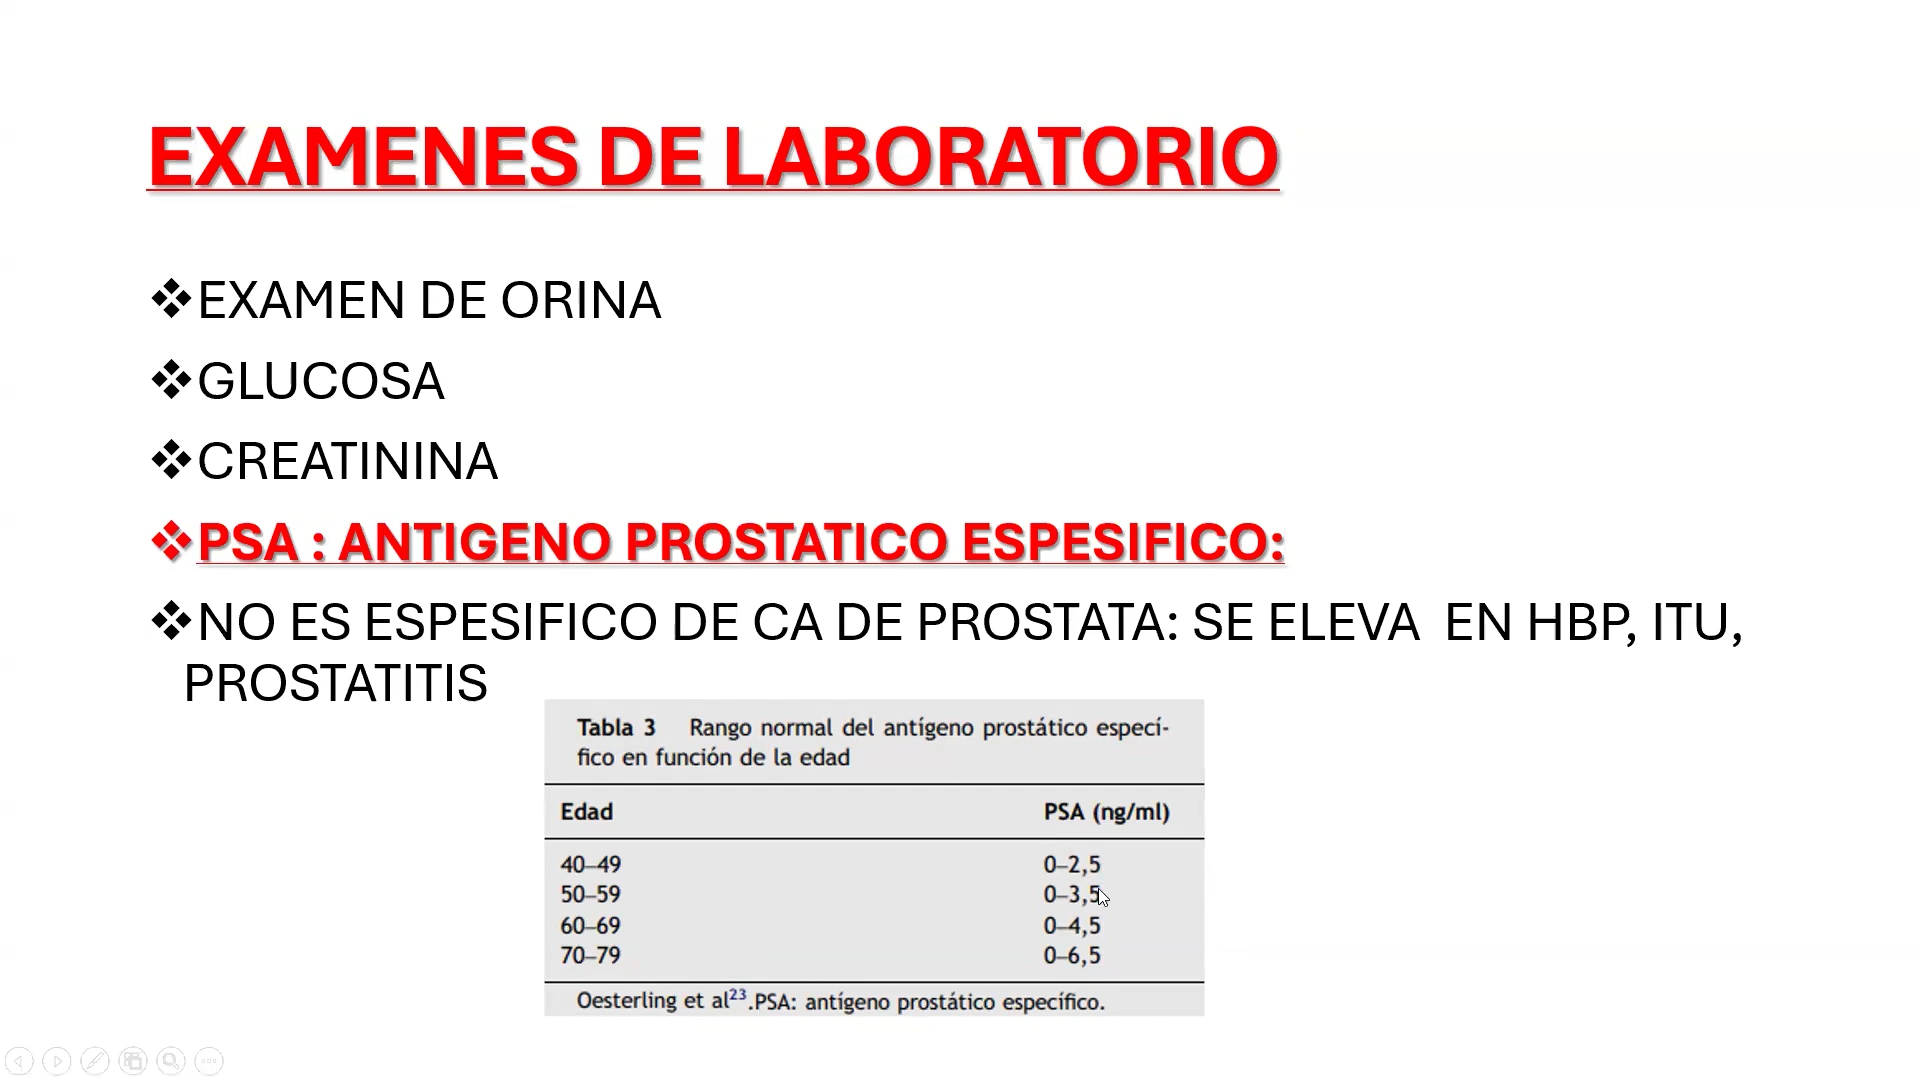 EXAMENES DE LABORATORIO
❖EXAMEN DE ORINA
❖GLUCOSA
❖CREATININA
❖PSA : ANTIGENO PROSTATICO ESPESIFICO:
❖NO ES ESPESIFICO DE CA DE PROSTATA: SE ELEVA  EN HBP, ITU,
PROSTATITIS
Tabla 3 Rango normal del antígeno prostático especí-
fico en función de la edad
Edad PSA (ng/ml)
40–49 0–2,5
50–59 0–3,5
60–69 0–4,5
70–79 0–6,5
Oesterling et al23.PSA: antígeno prostático específico.